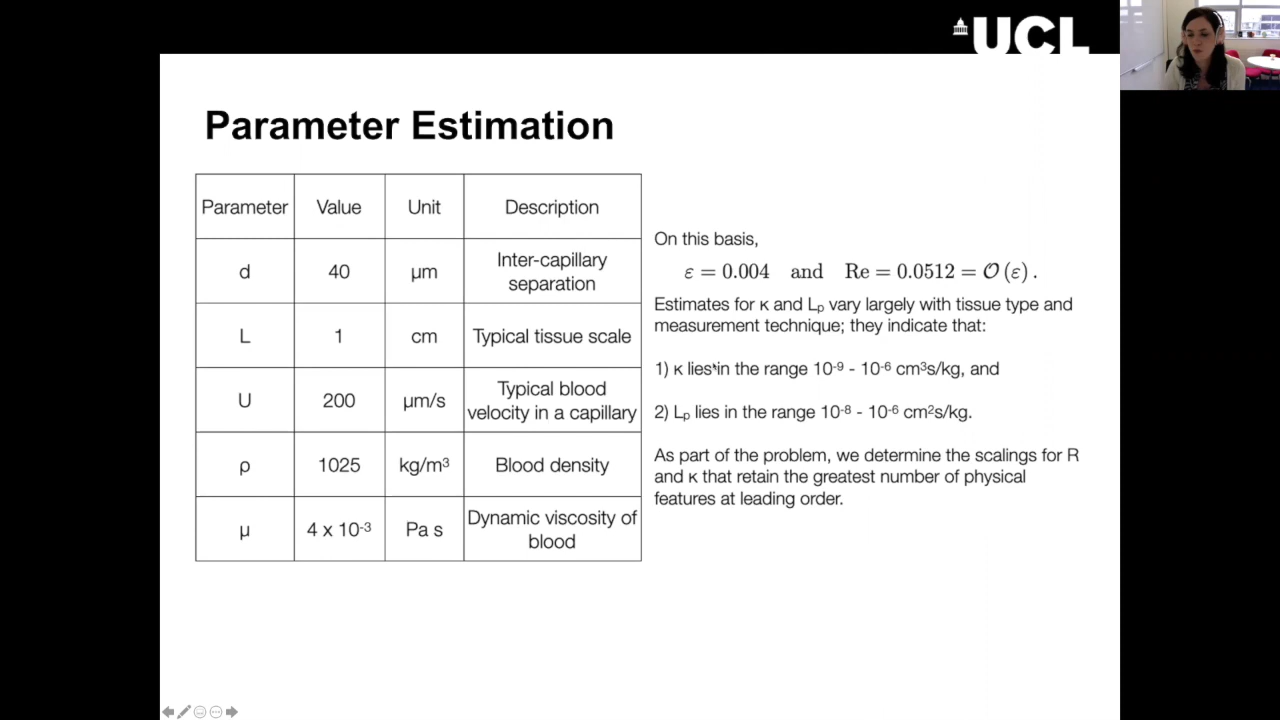 UCL
Parameter Estimation
Parameter Value Unit Description
d 40 μm Inter-capillary separation
L 1 cm Typical tissue scale
U 200 μm/s Typical blood velocity in a capillary
ρ 1025 kg/m³ Blood density
μ 4 x 10⁻³ Pa s Dynamic viscosity of blood
On this basis,
ε = 0.004 and Re = 0.0512 = 𝒪(ε).
Estimates for κ and Lₚ vary largely with tissue type and
measurement technique; they indicate that:
1) κ lies in the range 10⁻⁹ - 10⁻⁶ cm³s/kg, and
2) Lₚ lies in the range 10⁻⁸ - 10⁻⁶ cm²s/kg.
As part of the problem, we determine the scalings for R
and κ that retain the greatest number of physical
features at leading order.